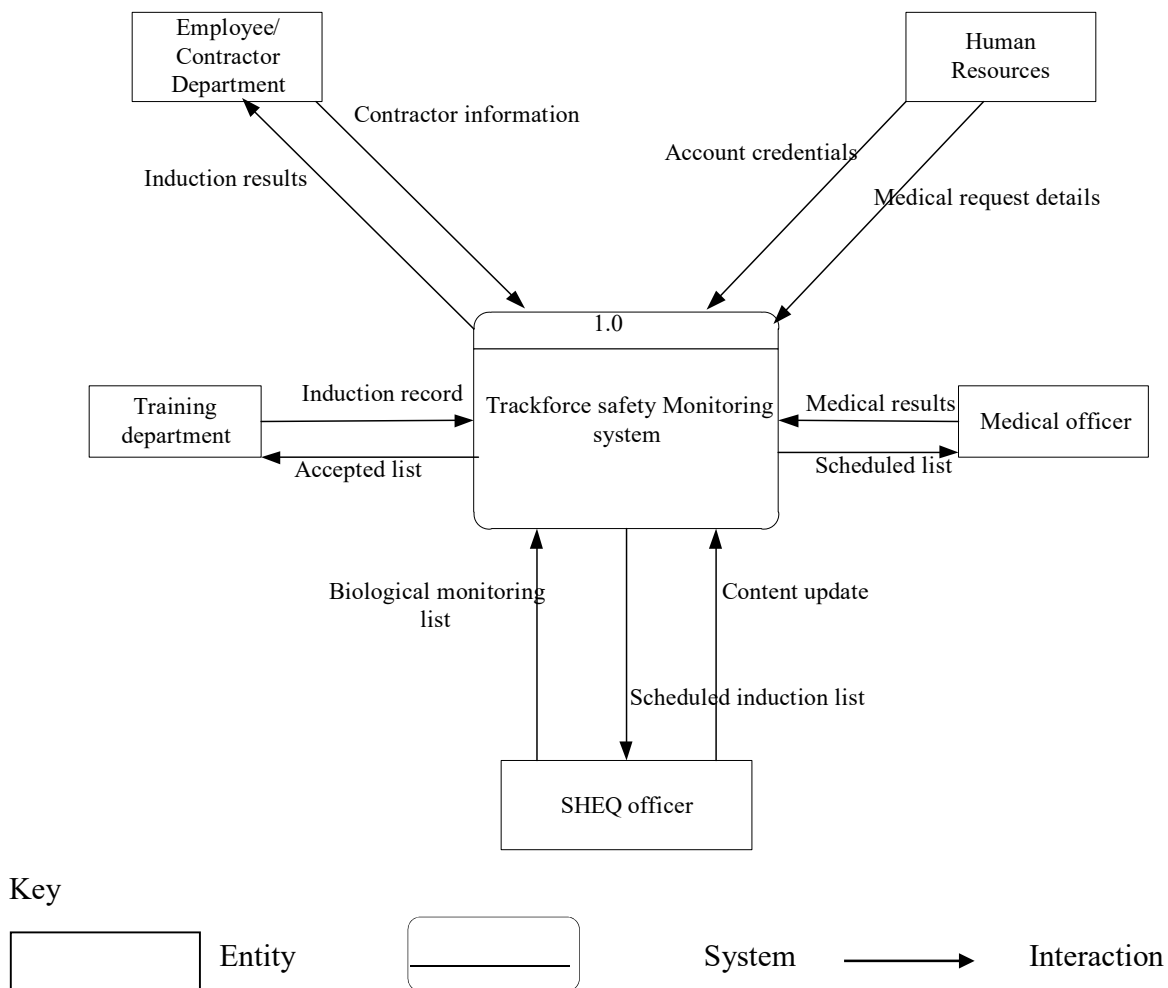 Employee/
Contractor
Department
Human
Resources
Contractor information
Account credentials
Induction results
Medical request details
1.0
Trackforce safety Monitoring
system
Training
department
Induction record
Accepted list
Medical results
Scheduled list
Medical officer
Biological monitoring
list
Content update
Scheduled induction list
SHEQ officer
Key
Entity
System
Interaction